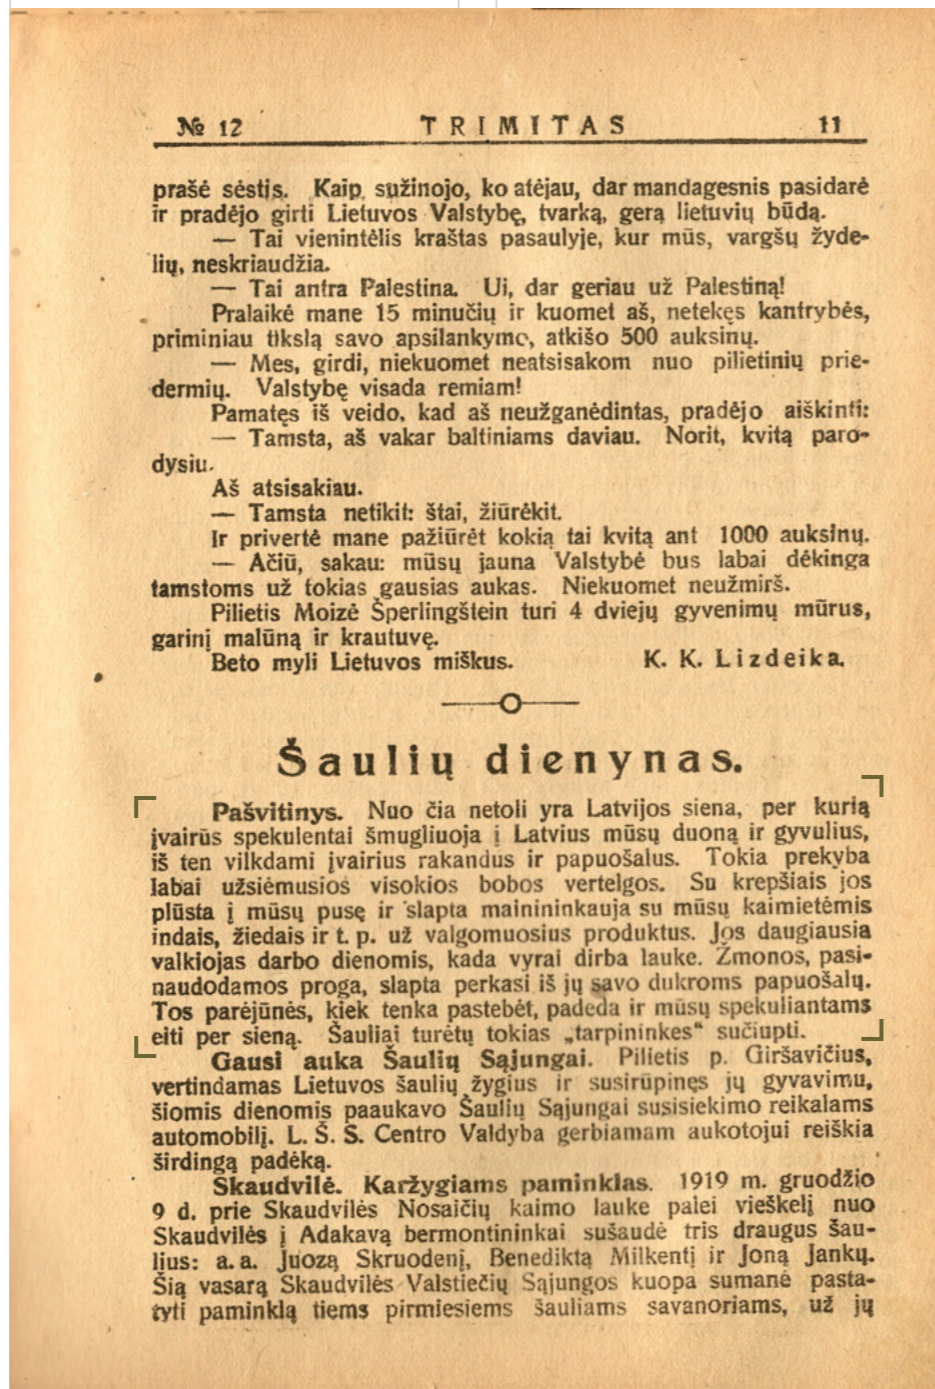 № 12 TRIMITAS 11
prašė sėstis. Kaip sužinojo, ko atėjau, dar mandagesnis pasidarė
ir pradėjo girti Lietuvos Valstybę, tvarką, gerą lietuvių būdą.
— Tai vienintėlis kraštas pasaulyje, kur mūs, vargšų žyde-
lių, neskriaudžia.
— Tai antra Palestina. Ui, dar geriau už Palestiną!
Pralaikė mane 15 minučių ir kuomet aš, netekęs kantrybės,
priminiau tikslą savo apsilankymo, atkišo 500 auksinų.
— Mes, girdi, niekuomet neatsisakom nuo pilietinių prie-
dermių. Valstybę visada remiam!
Pamatęs iš veido, kad aš neužganėdintas, pradėjo aiškinti:
— Tamsta, aš vakar baltiniams daviau. Norit, kvitą paro-
dysiu.
Aš atsisakiau.
— Tamsta netikit: štai, žiūrėkit.
Ir privertė mane pažiūrėt kokią tai kvitą ant 1000 auksinų.
— Ačiū, sakau: mūsų jauna Valstybė bus labai dėkinga
tamstoms už tokias gausias aukas. Niekuomet neužmirš.
Pilietis Moizė Šperlingštein turi 4 dviejų gyvenimų mūrus,
garinį malūną ir krautuvę.
Beto myli Lietuvos miškus. K. K. Lizdeika.
Šaulių dienynas.
Pašvitinys. Nuo čia netoli yra Latvijos siena, per kurią
įvairūs spekulentai šmugliuoja į Latvius mūsų duoną ir gyvulius,
iš ten vilkdami įvairius rakandus ir papuošalus. Tokia prekyba
labai užsiėmusios visokios bobos vertelgos. Su krepšiais jos
plūsta į mūsų pusę ir slapta mainininkauja su mūsų kaimietėmis
indais, žiedais ir t. p. už valgomuosius produktus. Jos daugiausia
valkiojas darbo dienomis, kada vyrai dirba lauke. Žmonos, pasi-
naudodamos proga, slapta perkasi iš jų savo dukroms papuošalų.
Tos parėjūnės, kiek tenka pastebėt, padeda ir mūsų spekuliantams
eiti per sieną. Šauliai turėtų tokias „tarpininkes“ sučiupti.
Gausi auka Šaulių Sąjungai. Pilietis p. Giršavičius,
vertindamas Lietuvos šaulių žygius ir susirūpinęs jų gyvavimu,
šiomis dienomis paaukavo Šaulių Sąjungai susisiekimo reikalams
automobilį. L. Š. S. Centro Valdyba gerbiamam aukotojui reiškia
širdingą padėką.
Skaudvilė. Karžygiams paminklas. 1919 m. gruodžio
9 d. prie Skaudvilės Nosaičių kaimo lauke palei vieškelį nuo
Skaudvilės į Adakavą bermontininkai sušaudė tris draugus šau-
lius: a. a. Juozą Skruodenį, Benediktą Milkentį ir Joną Jankų.
Šią vasarą Skaudvilės Valstiečių Sąjungos kuopa sumanė pasta-
tyti paminklą tiems pirmiesiems šauliams savanoriams, už jų